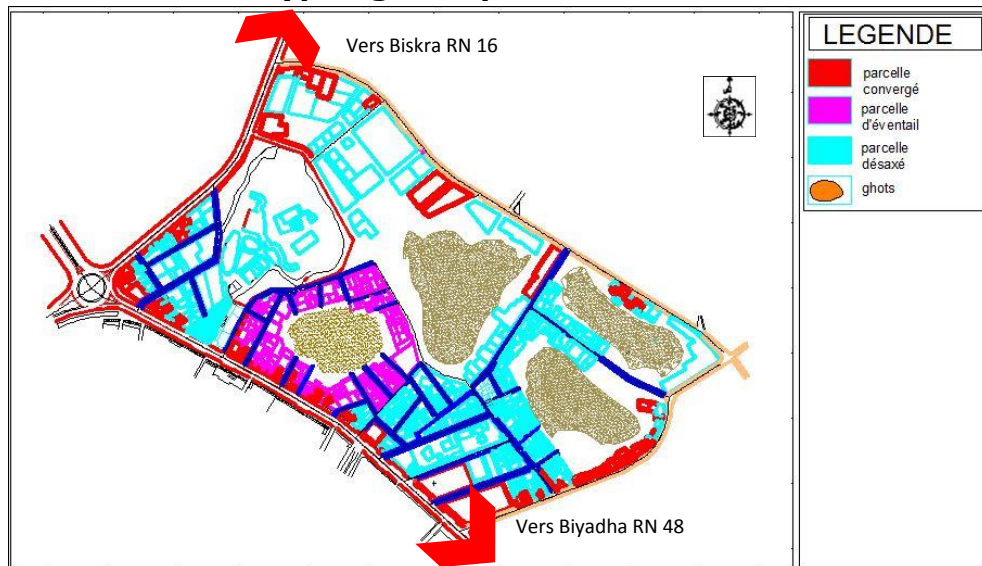 Vers Biskra RN 16
Vers Biyadha RN 48
LEGENDE
parcelle
convergé
parcelle
d'éventail
parcelle
désaxé
ghots